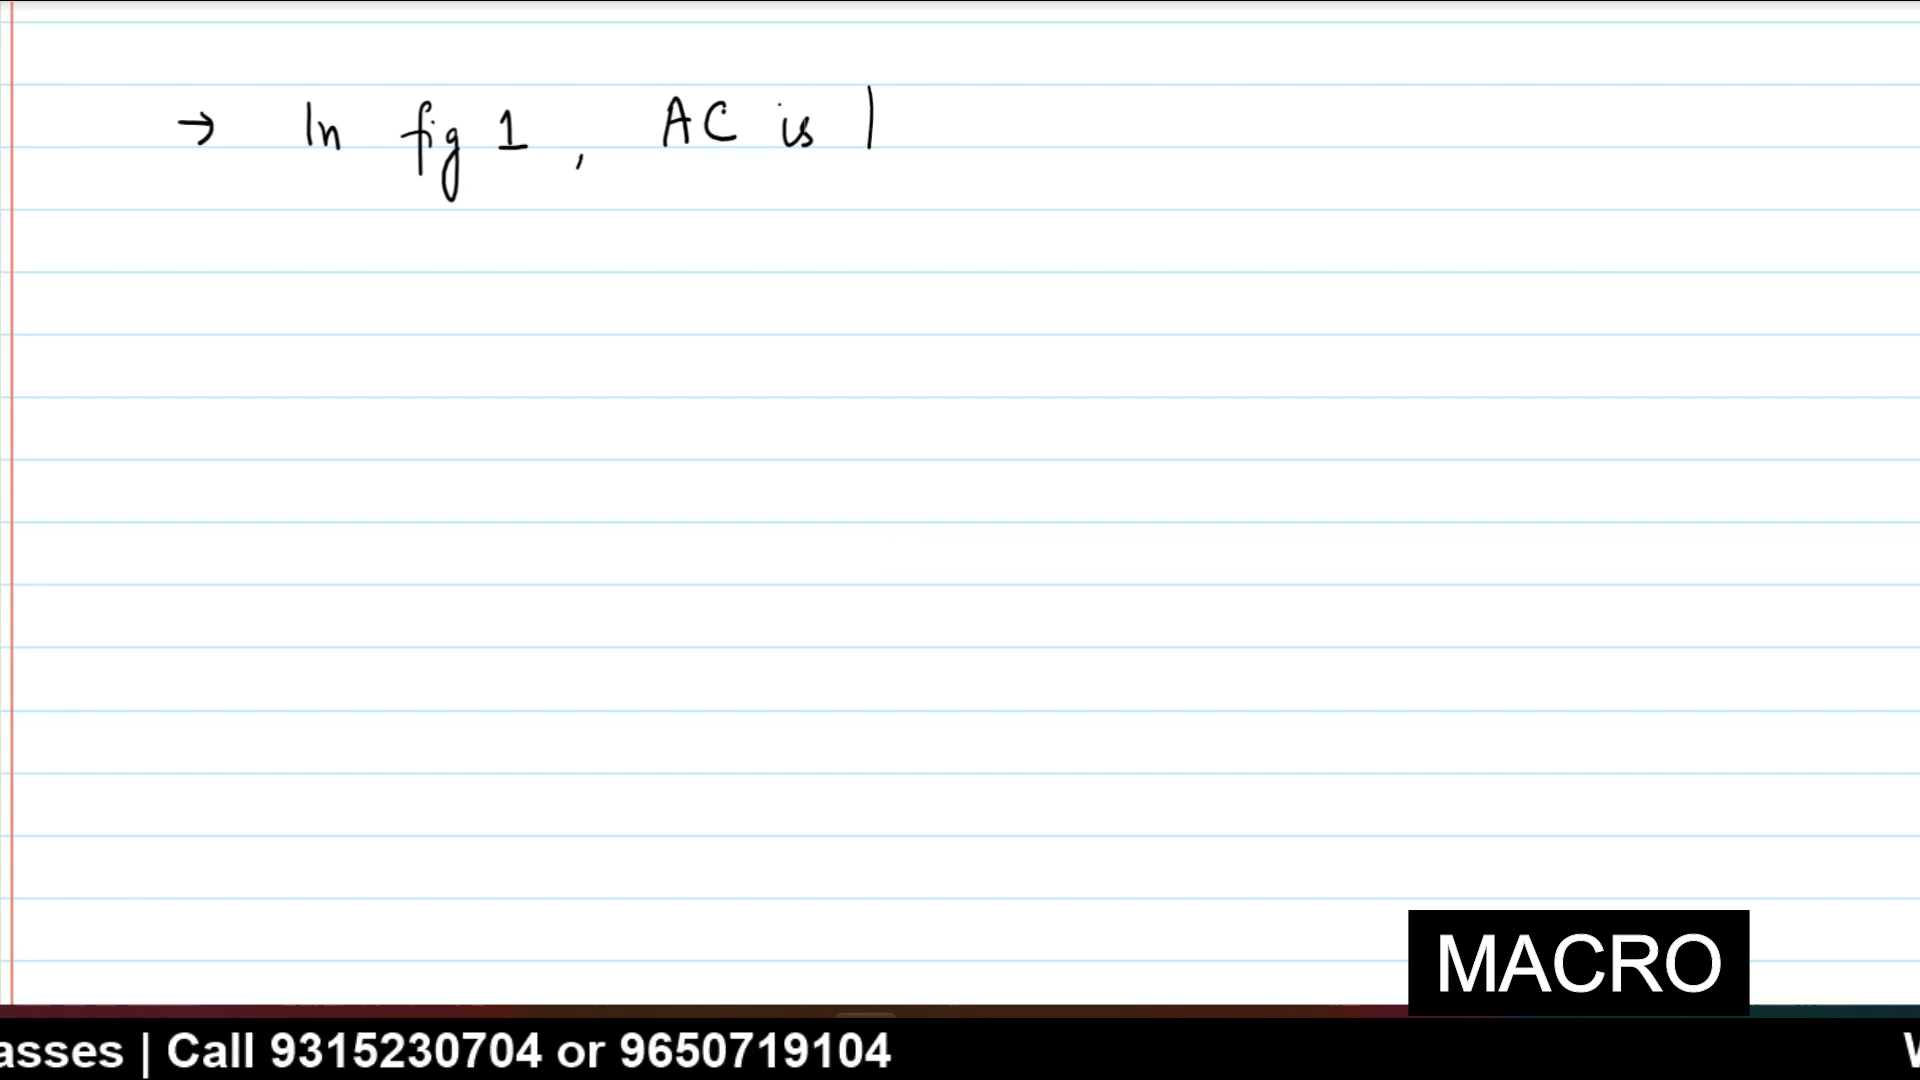 → In fig 1, AC is
MACRO
asses | Call 9315230704 or 9650719104